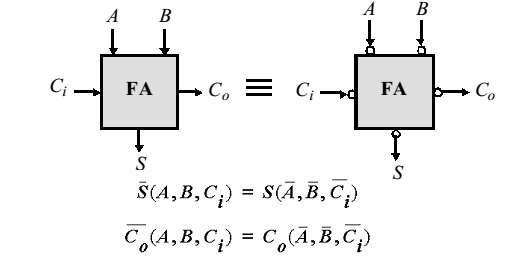 A B A B
C_i FA C_o ≡ C_i FA C_o
S S
S̄(A, B, C_i) = S(Ā, B̄, C̅_i)
C̅_o(A, B, C_i) = C_o(Ā, B̄, C̅_i)